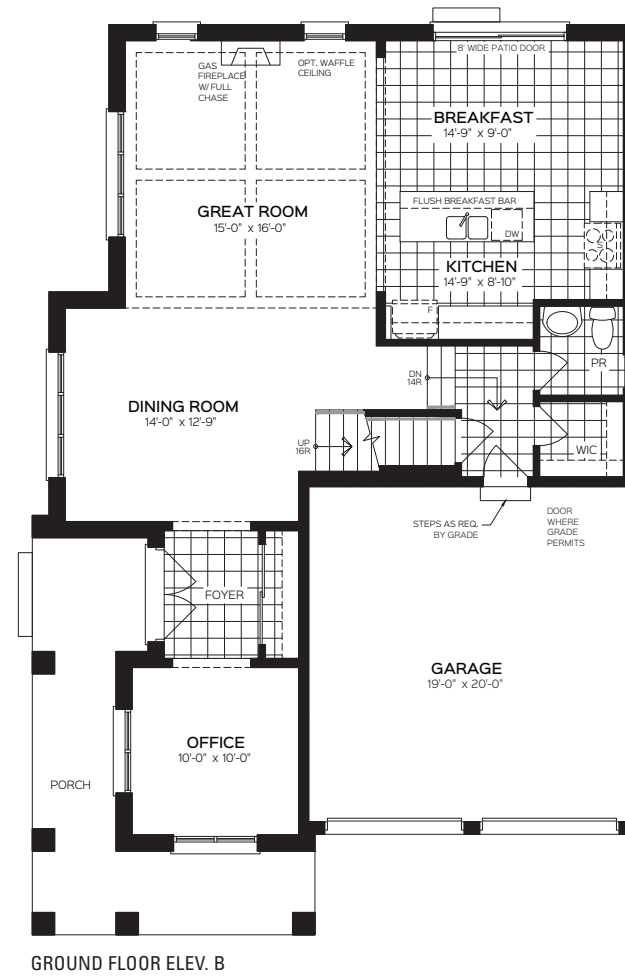 8' WIDE PATIO DOOR
GAS
FIREPLACE
W/ FULL
CHASE
OPT. WAFFLE
CEILING
BREAKFAST
14'-9" x 9'-0"
FLUSH BREAKFAST BAR
DW
S
GREAT ROOM
15'-0" x 16'-0"
KITCHEN
14'-9" x 8'-10"
F
PR
DN
14R
DINING ROOM
14'-0" x 12'-9"
UP
16R
WIC
STEPS AS REQ.
BY GRADE
DOOR
WHERE
GRADE
PERMITS
FOYER
GARAGE
19'-0" x 20'-0"
OFFICE
10'-0" x 10'-0"
PORCH
GROUND FLOOR ELEV. B